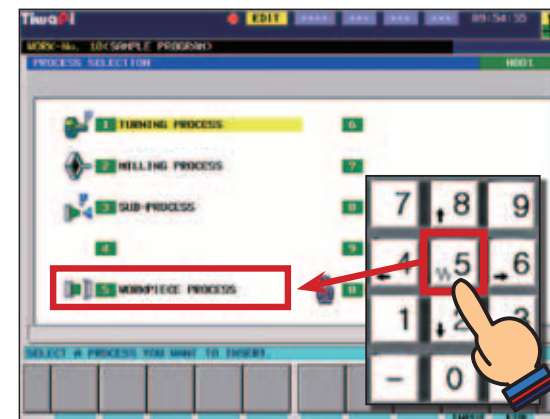 TiwaPi EDIT 09:54:55
WORK-No. 10<SAMPLE PROGRAM>
PROCESS SELECTION N001
1 TURNING PROCESS 6
2 MILLING PROCESS 7
3 SUB-PROCESS 8
4 9
5 WORKPIECE PROCESS 0
SELECT A PROCESS YOU WANT TO INSERT.
7 8 9
4 5 6
1 2 3
- 0